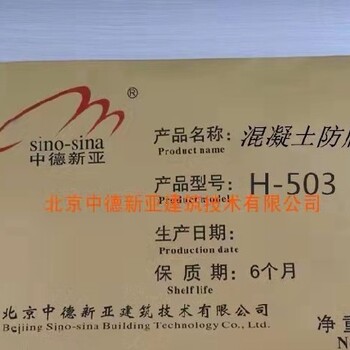 ®
sino-sina
中德新亚
产品名称：混凝土防
Product name
产品型号：H-503
Product model
北京中德新亚建筑技术有限公司
生产日期：
Production date
保 质 期：6个月
Shelf life
北京中德新亚建筑技术有限公司
Beijing Sino-sina Building Technology Co., Ltd.
净重
N